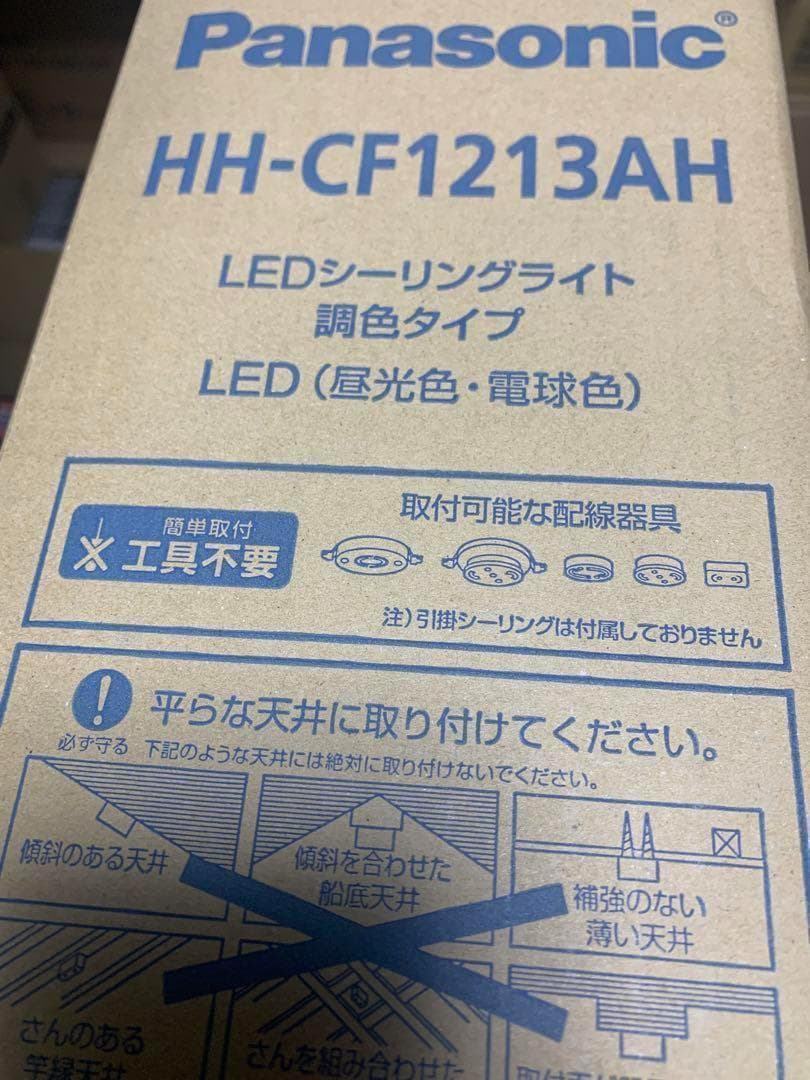 Panasonic®
HH-CF1213AH
LEDシーリングライト
調色タイプ
LED（昼光色・電球色）
簡単取付
工具不要
取付可能な配線器具
注）引掛シーリングは付属しておりません
必ず守る
平らな天井に取り付けてください。
下記のような天井には絶対に取り付けないでください。
傾斜のある天井
傾斜を合わせた
船底天井
補強のない
薄い天井
さんのある
竿縁天井
さんを組み合わせた